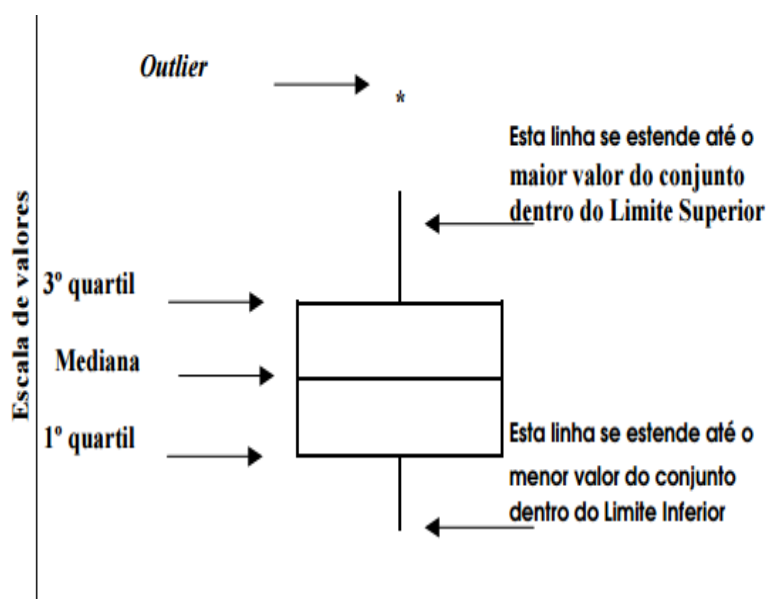 Outlier
*
Esta linha se estende até o
maior valor do conjunto
dentro do Limite Superior
Escala de valores
3º quartil
Mediana
1º quartil
Esta linha se estende até o
menor valor do conjunto
dentro do Limite Inferior